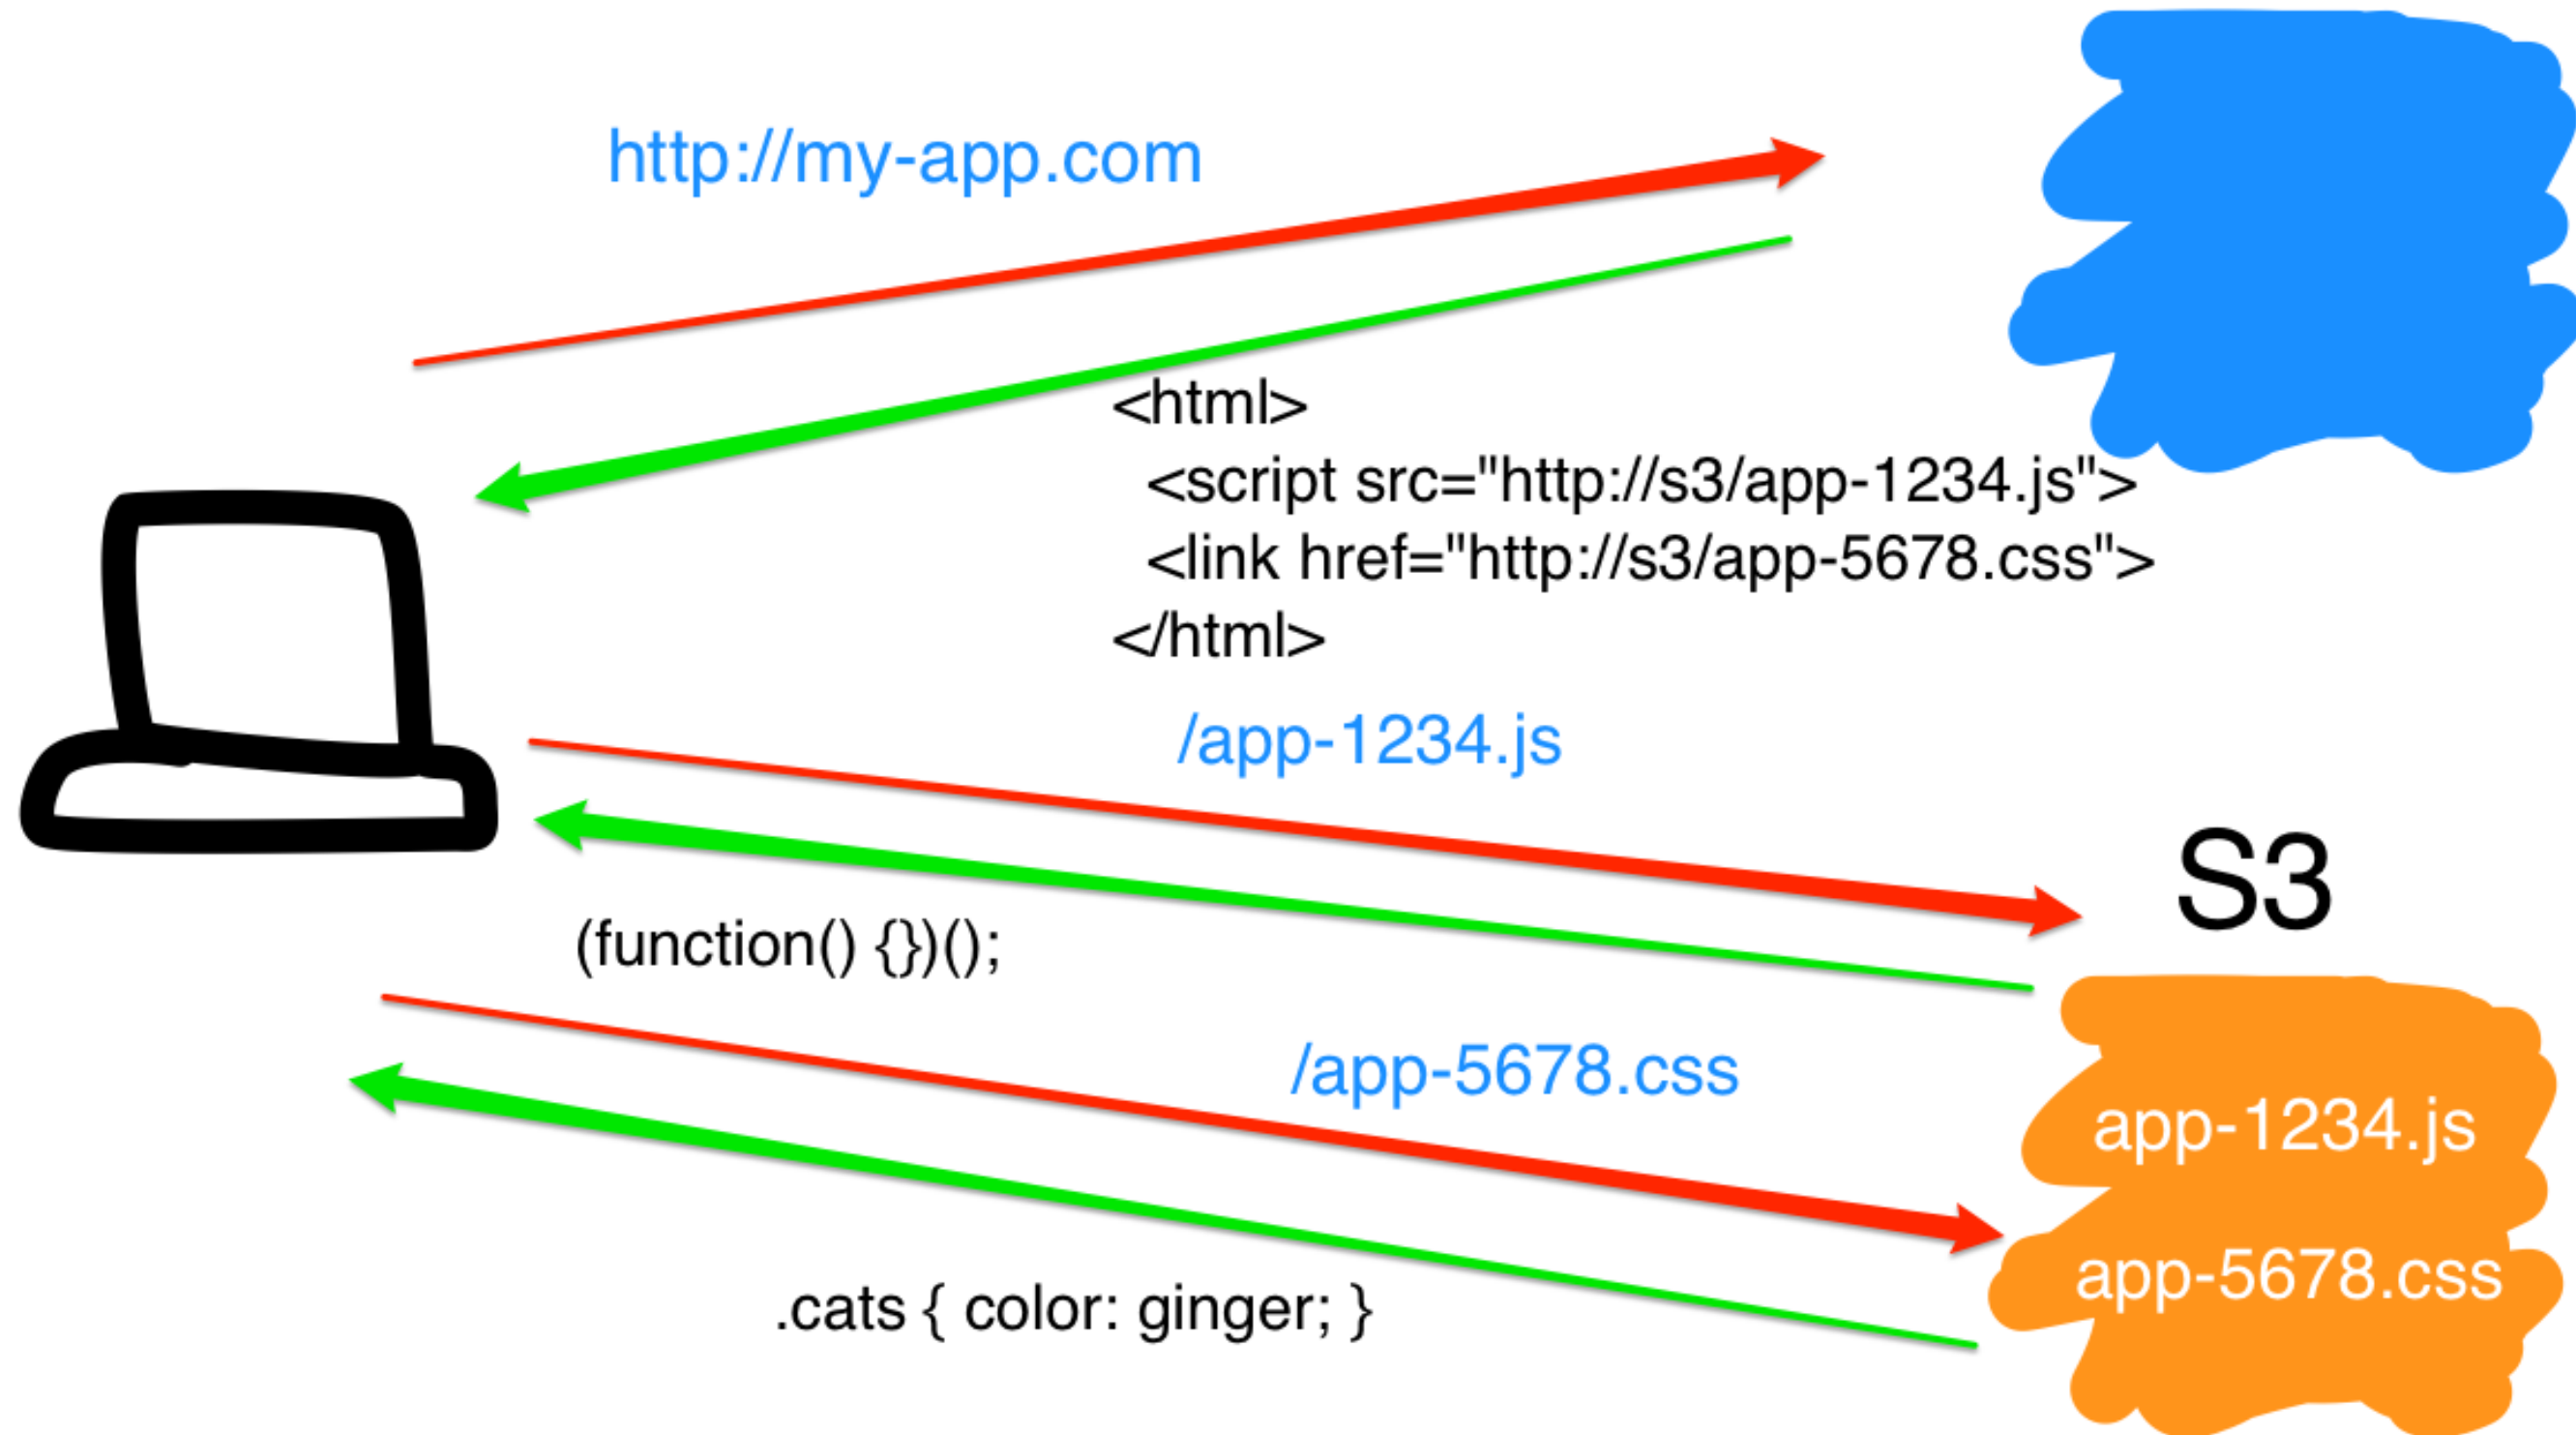 http://my-app.com
<html>
<script src="http://s3/app-1234.js">
<link href="http://s3/app-5678.css">
</html>
/app-1234.js
S3
(function() {})();
/app-5678.css
app-1234.js
app-5678.css
.cats { color: ginger; }